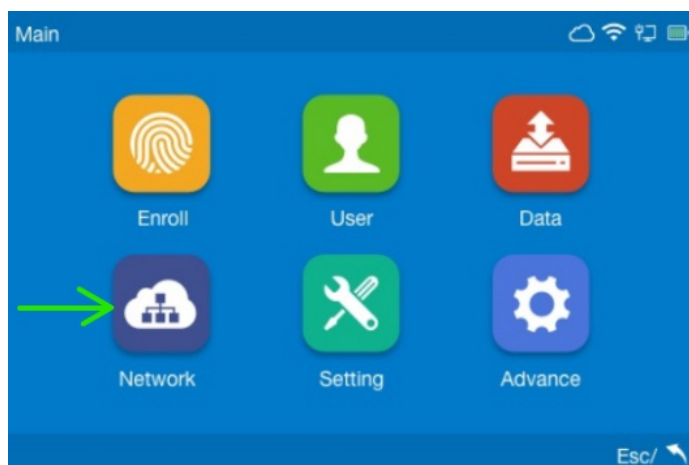 Main
Enroll
User
Data
Network
Setting
Advance
Esc/